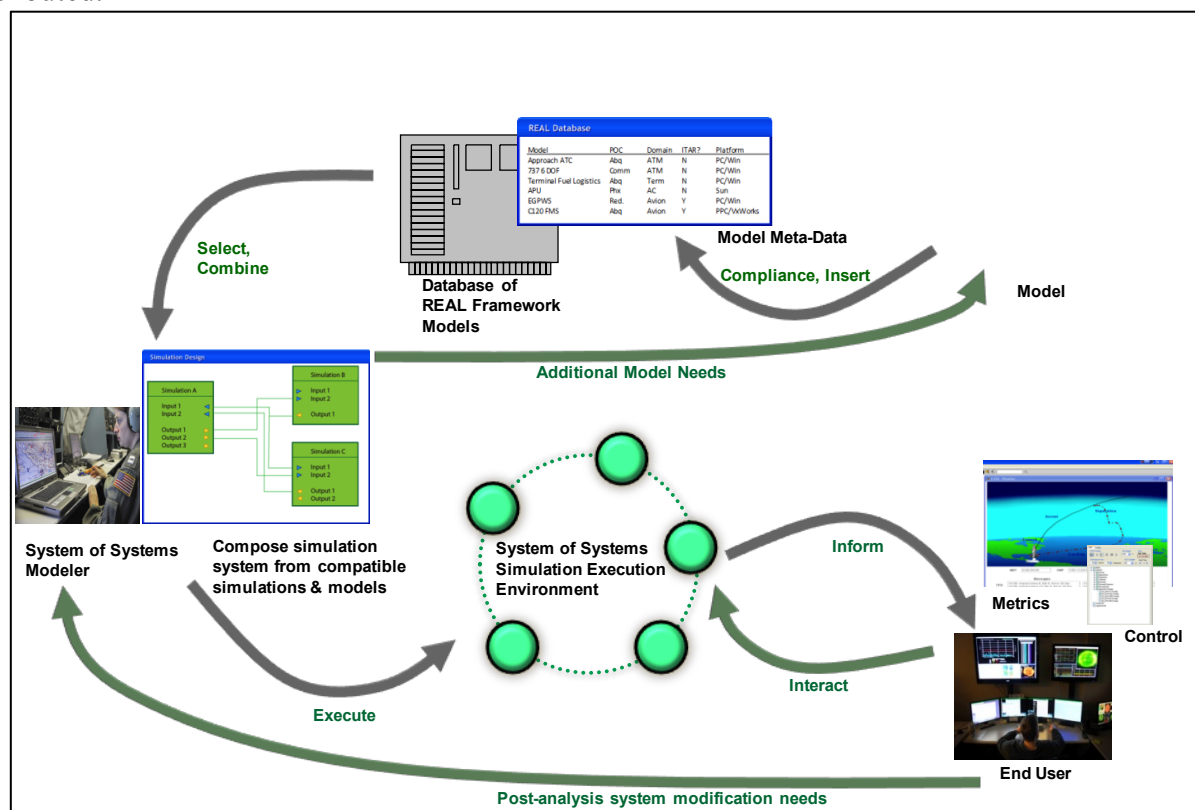 REAL Database
Model POC Domain ITAR? Platform
Approach ATC Abq ATM N PC/Win
737 6 DOF Comm ATM N PC/Win
Terminal Fuel Logistics Abq Term N PC/Win
APU Phx AC N Sun
EGPWS Red. Avion Y PC/Win
C120 FMS Abq Avion Y PPC/VxWorks
Model Meta-Data
Select,
Combine
Compliance, Insert
Database of
REAL Framework
Models
Model
Additional Model Needs
Simulation Design
Simulation A
Input 1
Input 2
Output 1
Output 2
Output 3
Simulation B
Input 1
Input 2
Output 1
Simulation C
Input 1
Input 2
Output 1
Output 2
System of Systems
Modeler
Compose simulation
system from compatible
simulations & models
System of Systems
Simulation Execution
Environment
Inform
Metrics
Control
Interact
Execute
End User
Post-analysis system modification needs